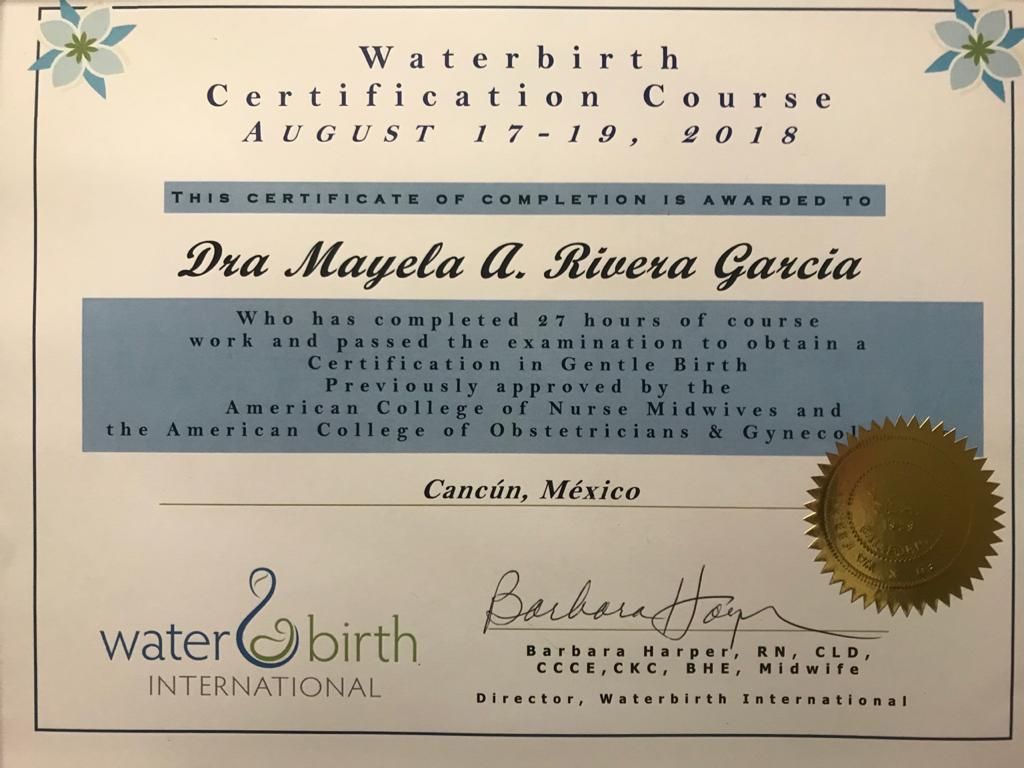 Waterbirth
Certification Course
AUGUST 17-19, 2018
THIS CERTIFICATE OF COMPLETION IS AWARDED TO
Dra Mayela A. Rivera Garcia
Who has completed 27 hours of course
work and passed the examination to obtain a
Certification in Gentle Birth
Previously approved by the
American College of Nurse Midwives and
the American College of Obstetricians & Gynecol
Cancún, México
water birth
INTERNATIONAL
Barbara Harper
Barbara Harper, RN, CLD,
CCCE,CKC, BHE, Midwife
Director, Waterbirth International